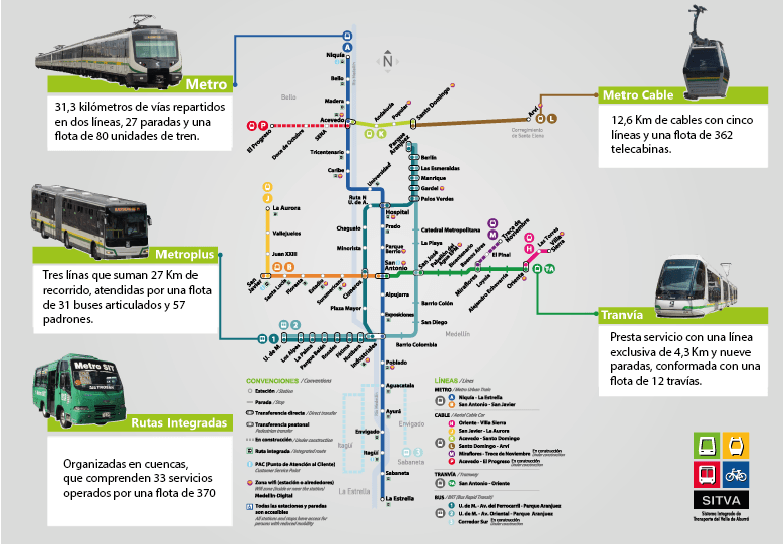 Metro
31,3 kilómetros de vías repartidos
en dos líneas, 27 paradas y una
flota de 80 unidades de tren.
Metroplus
Tres línas que suman 27 Km de
recorrido, atendidas por una flota
de 31 buses articulados y 57
padrones.
Metro SIT
Rutas Integradas
Organizadas en cuencas,
que comprenden 33 servicios
operados por una flota de 370
A
Niquía
Bello
Bello
Madera
Acevedo
Tricentenario
Caribe
Universidad
N
P
El Progreso
Doce de Octubre
SENA
K
Andalucía
Popular
Santo Domingo
Arví
L
Corregimiento
de Santa Elena
Parque
Aranjuez
Berlín
Las Esmeraldas
Manrique
Gardel
Palos Verdes
J
La Aurora
Vallejuelos
Juan XXIII
San
Javier
B
Santa Lucía
Floresta
Estadio
Suramericana
Cisneros
Ruta N
U. de A.
Chagualo
Minorista
Plaza Mayor
Hospital
Prado
Parque
Berrío
San
Antonio
Alpujarra
Exposiciones
Catedral Metropolitana
La Playa
San José
Pabellón del
Agua EPM
Bicentenario
Buenos Aires
Miraflores
Loyola
Alejandro Echavarría
Oriente
M
El Pinal
Trece de
Noviembre
H
Las Torres
Villa
Sierra
TA
Barrio Colón
San Diego
Medellín
Barrio Colombia
1
2
U. de M.
Los Alpes
La Palma
Parque Belén
Rosales
Fátima
Nutibara
Industriales
Poblado
Aguacatala
Ayurá
Envigado
Envigado
Itagüí
Itagüí
3
Sabaneta
Sabaneta
La Estrella
La Estrella
CONVENCIONES / Conventions
Estación / Station
Parada / Stop
Transferencia directa / Direct transfer
Transferencia peatonal
Pedestrian transfer
En construcción / Under construction
Ruta Integrada / Integrated route
PAC (Punto de Atención al Cliente)
Customer Service Point
Zona wifi (estación o alrededores)
Wifi zone (inside or near the station)
Medellín Digital
Todas las estaciones y paradas
son accesibles
All stations and stops have access for
persons with reduced mobility
LÍNEAS / Lines
METRO / Metro Urban Train
A Niquía - La Estrella
B San Antonio - San Javier
CABLE / Aerial Cable Car
H Oriente - Villa Sierra
J San Javier - La Aurora
K Acevedo - Santo Domingo
L Santo Domingo - Arví
M Miraflores - Trece de Noviembre En construcción
Under construction
P Acevedo - El Progreso En construcción
Under construction
TRANVÍA / Tramway
TA San Antonio - Oriente
BUS / BRT (Bus Rapid Transit)
1 U. de M. - Av. del Ferrocarril - Parque Aranjuez
2 U. de M. - Av. Oriental - Parque Aranjuez
3 Corredor Sur En construcción
Under construction
Metro Cable
12,6 Km de cables con cinco
líneas y una flota de 362
telecabinas.
Tranvía
Presta servicio con una línea
exclusiva de 4,3 Km y nueve
paradas, conformada con una
flota de 12 travías.
SITVA
Sistema Integrado de
Transporte del Valle de Aburrá